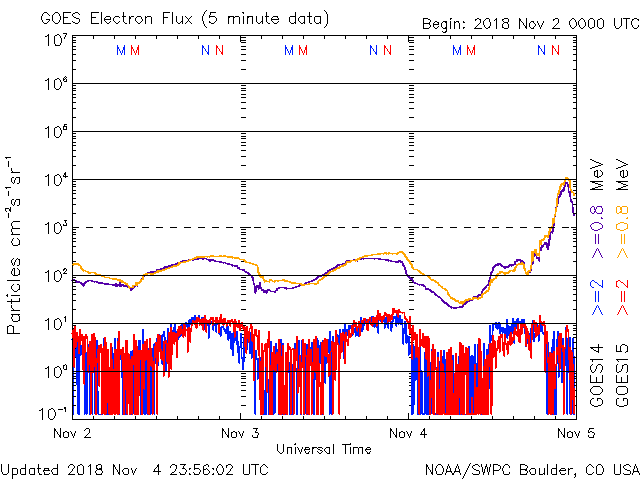 GOES Electron Flux (5 minute data)
Begin: 2018 Nov 2 0000 UTC
Particles cm⁻²s⁻¹sr⁻¹
10⁷
10⁶
10⁵
10⁴
10³
10²
10¹
10⁰
10⁻¹
M M N N M M N N M M N N
Nov 2 Nov 3 Nov 4 Nov 5
Universal Time
GOES14 >=2 >=0.8 MeV
GOES15 >=2 >=0.8 MeV
Updated 2018 Nov 4 23:56:02 UTC
NOAA/SWPC Boulder, CO USA